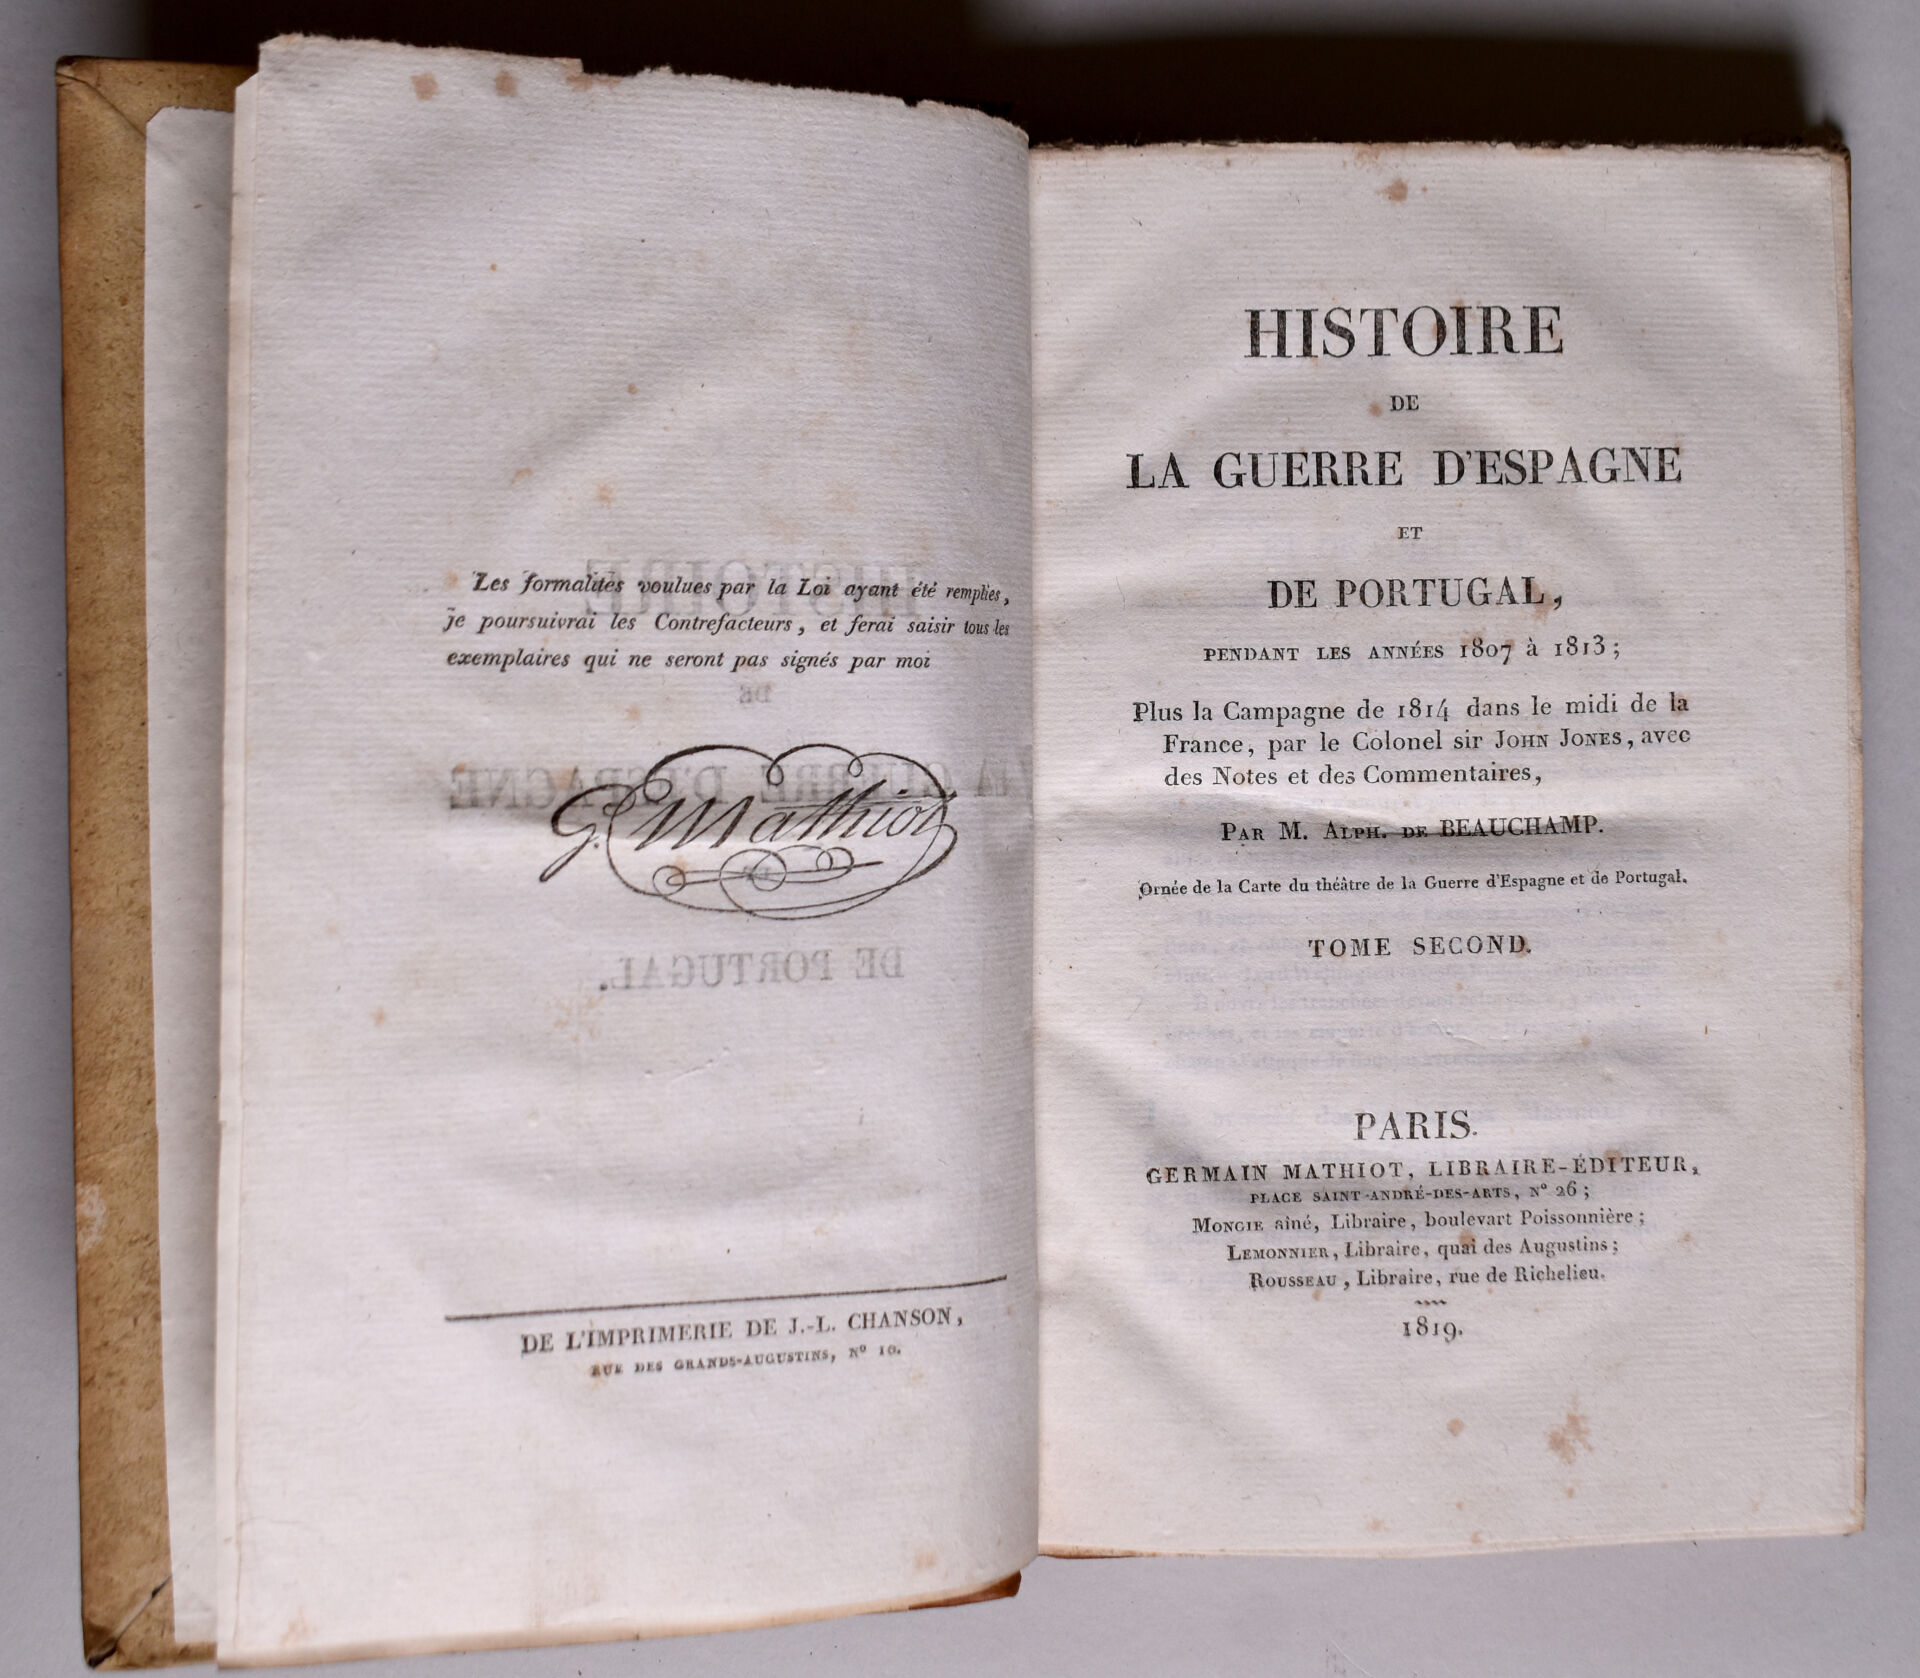 Les formalités voulues par la Loi ayant été remplies,
je poursuivrai les Contrefacteurs, et ferai saisir tous les
exemplaires qui ne seront pas signés par moi
G. Mathiot
DE L'IMPRIMERIE DE J.-L. CHANSON,
RUE DES GRANDS-AUGUSTINS, N° 10.
HISTOIRE
DE
LA GUERRE D'ESPAGNE
ET
DE PORTUGAL,
PENDANT LES ANNÉES 1807 à 1813;
Plus la Campagne de 1814 dans le midi de la
France, par le Colonel sir JOHN JONES, avec
des Notes et des Commentaires,
PAR M. ALPH. DE BEAUCHAMP.
Ornée de la Carte du théâtre de la Guerre d'Espagne et de Portugal.
TOME SECOND.
PARIS.
GERMAIN MATHIOT, LIBRAIRE-ÉDITEUR,
PLACE SAINT-ANDRÉ-DES-ARTS, N° 26;
MONGIE aîné, Libraire, boulevart Poissonnière;
LEMONNIER, Libraire, quai des Augustins;
ROUSSEAU, Libraire, rue de Richelieu.
1819.